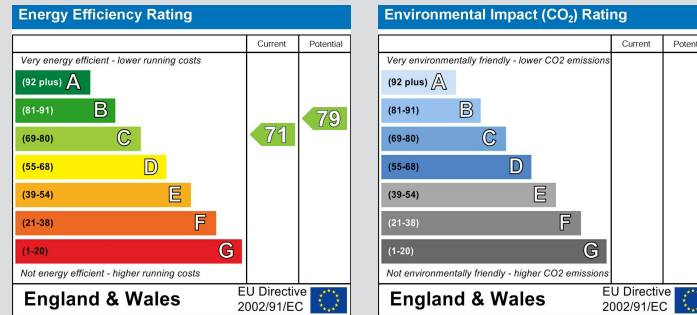 Energy Efficiency Rating
Current Potential
Very energy efficient - lower running costs
(92 plus) A
(81-91) B
(69-80) C
(55-68) D
(39-54) E
(21-38) F
(1-20) G
71
79
Not energy efficient - higher running costs
England & Wales
EU Directive
2002/91/EC
Environmental Impact (CO₂) Rating
Current Potent
Very environmentally friendly - lower CO2 emissions
(92 plus) A
(81-91) B
(69-80) C
(55-68) D
(39-54) E
(21-38) F
(1-20) G
Not environmentally friendly - higher CO2 emissions
England & Wales
EU Directive
2002/91/EC